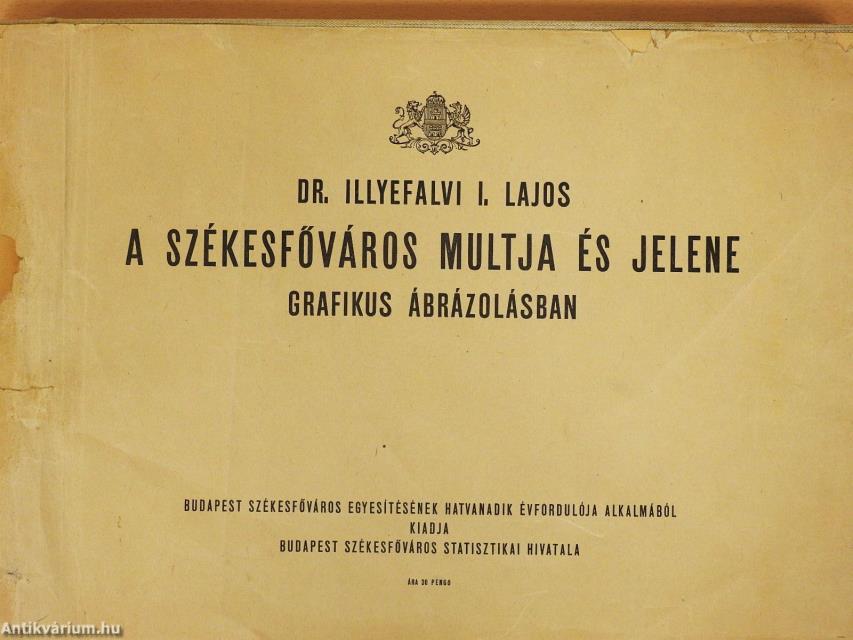 DR. ILLYEFALVI I. LAJOS
A SZÉKESFŐVÁROS MULTJA ÉS JELENE
GRAFIKUS ÁBRÁZOLÁSBAN
BUDAPEST SZÉKESFŐVÁROS EGYESÍTÉSÉNEK HATVANADIK ÉVFORDULÓJA ALKALMÁBÓL
KIADJA
BUDAPEST SZÉKESFŐVÁROS STATISZTIKAI HIVATALA
ÁRA 30 PENGŐ
Antikvárium.hu